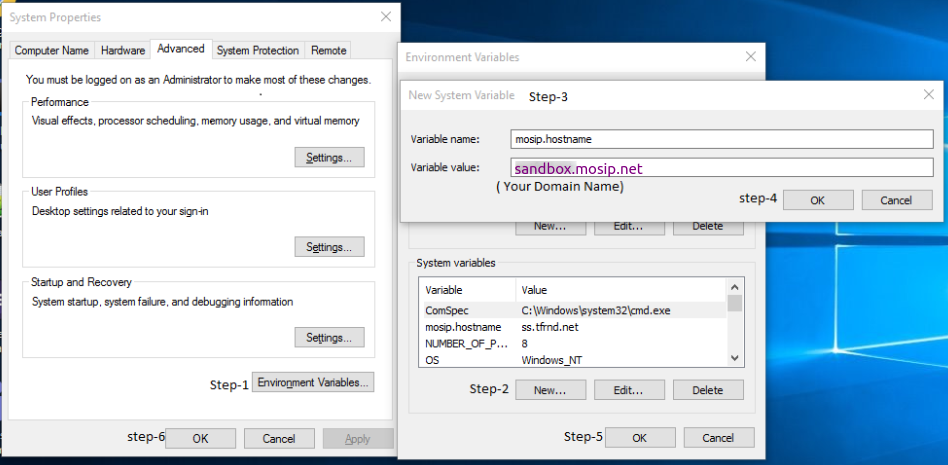 System Properties
Computer Name Hardware Advanced System Protection Remote
You must be logged on as an Administrator to make most of these changes.
Performance
Visual effects, processor scheduling, memory usage, and virtual memory
Settings...
User Profiles
Desktop settings related to your sign-in
Settings...
Startup and Recovery
System startup, system failure, and debugging information
Settings...
Step-1 Environment Variables...
step-6 OK Cancel Apply
Environment Variables
New System Variable Step-3
Variable name: mosip.hostname
Variable value: sandbox.mosip.net
( Your Domain Name)
step-4 OK Cancel
New... Edit... Delete
System variables
Variable Value
ComSpec C:\Windows\system32\cmd.exe
mosip.hostname ss.tfrnd.net
NUMBER_OF_P... 8
OS Windows_NT
Step-2 New... Edit... Delete
Step-5 OK Cancel